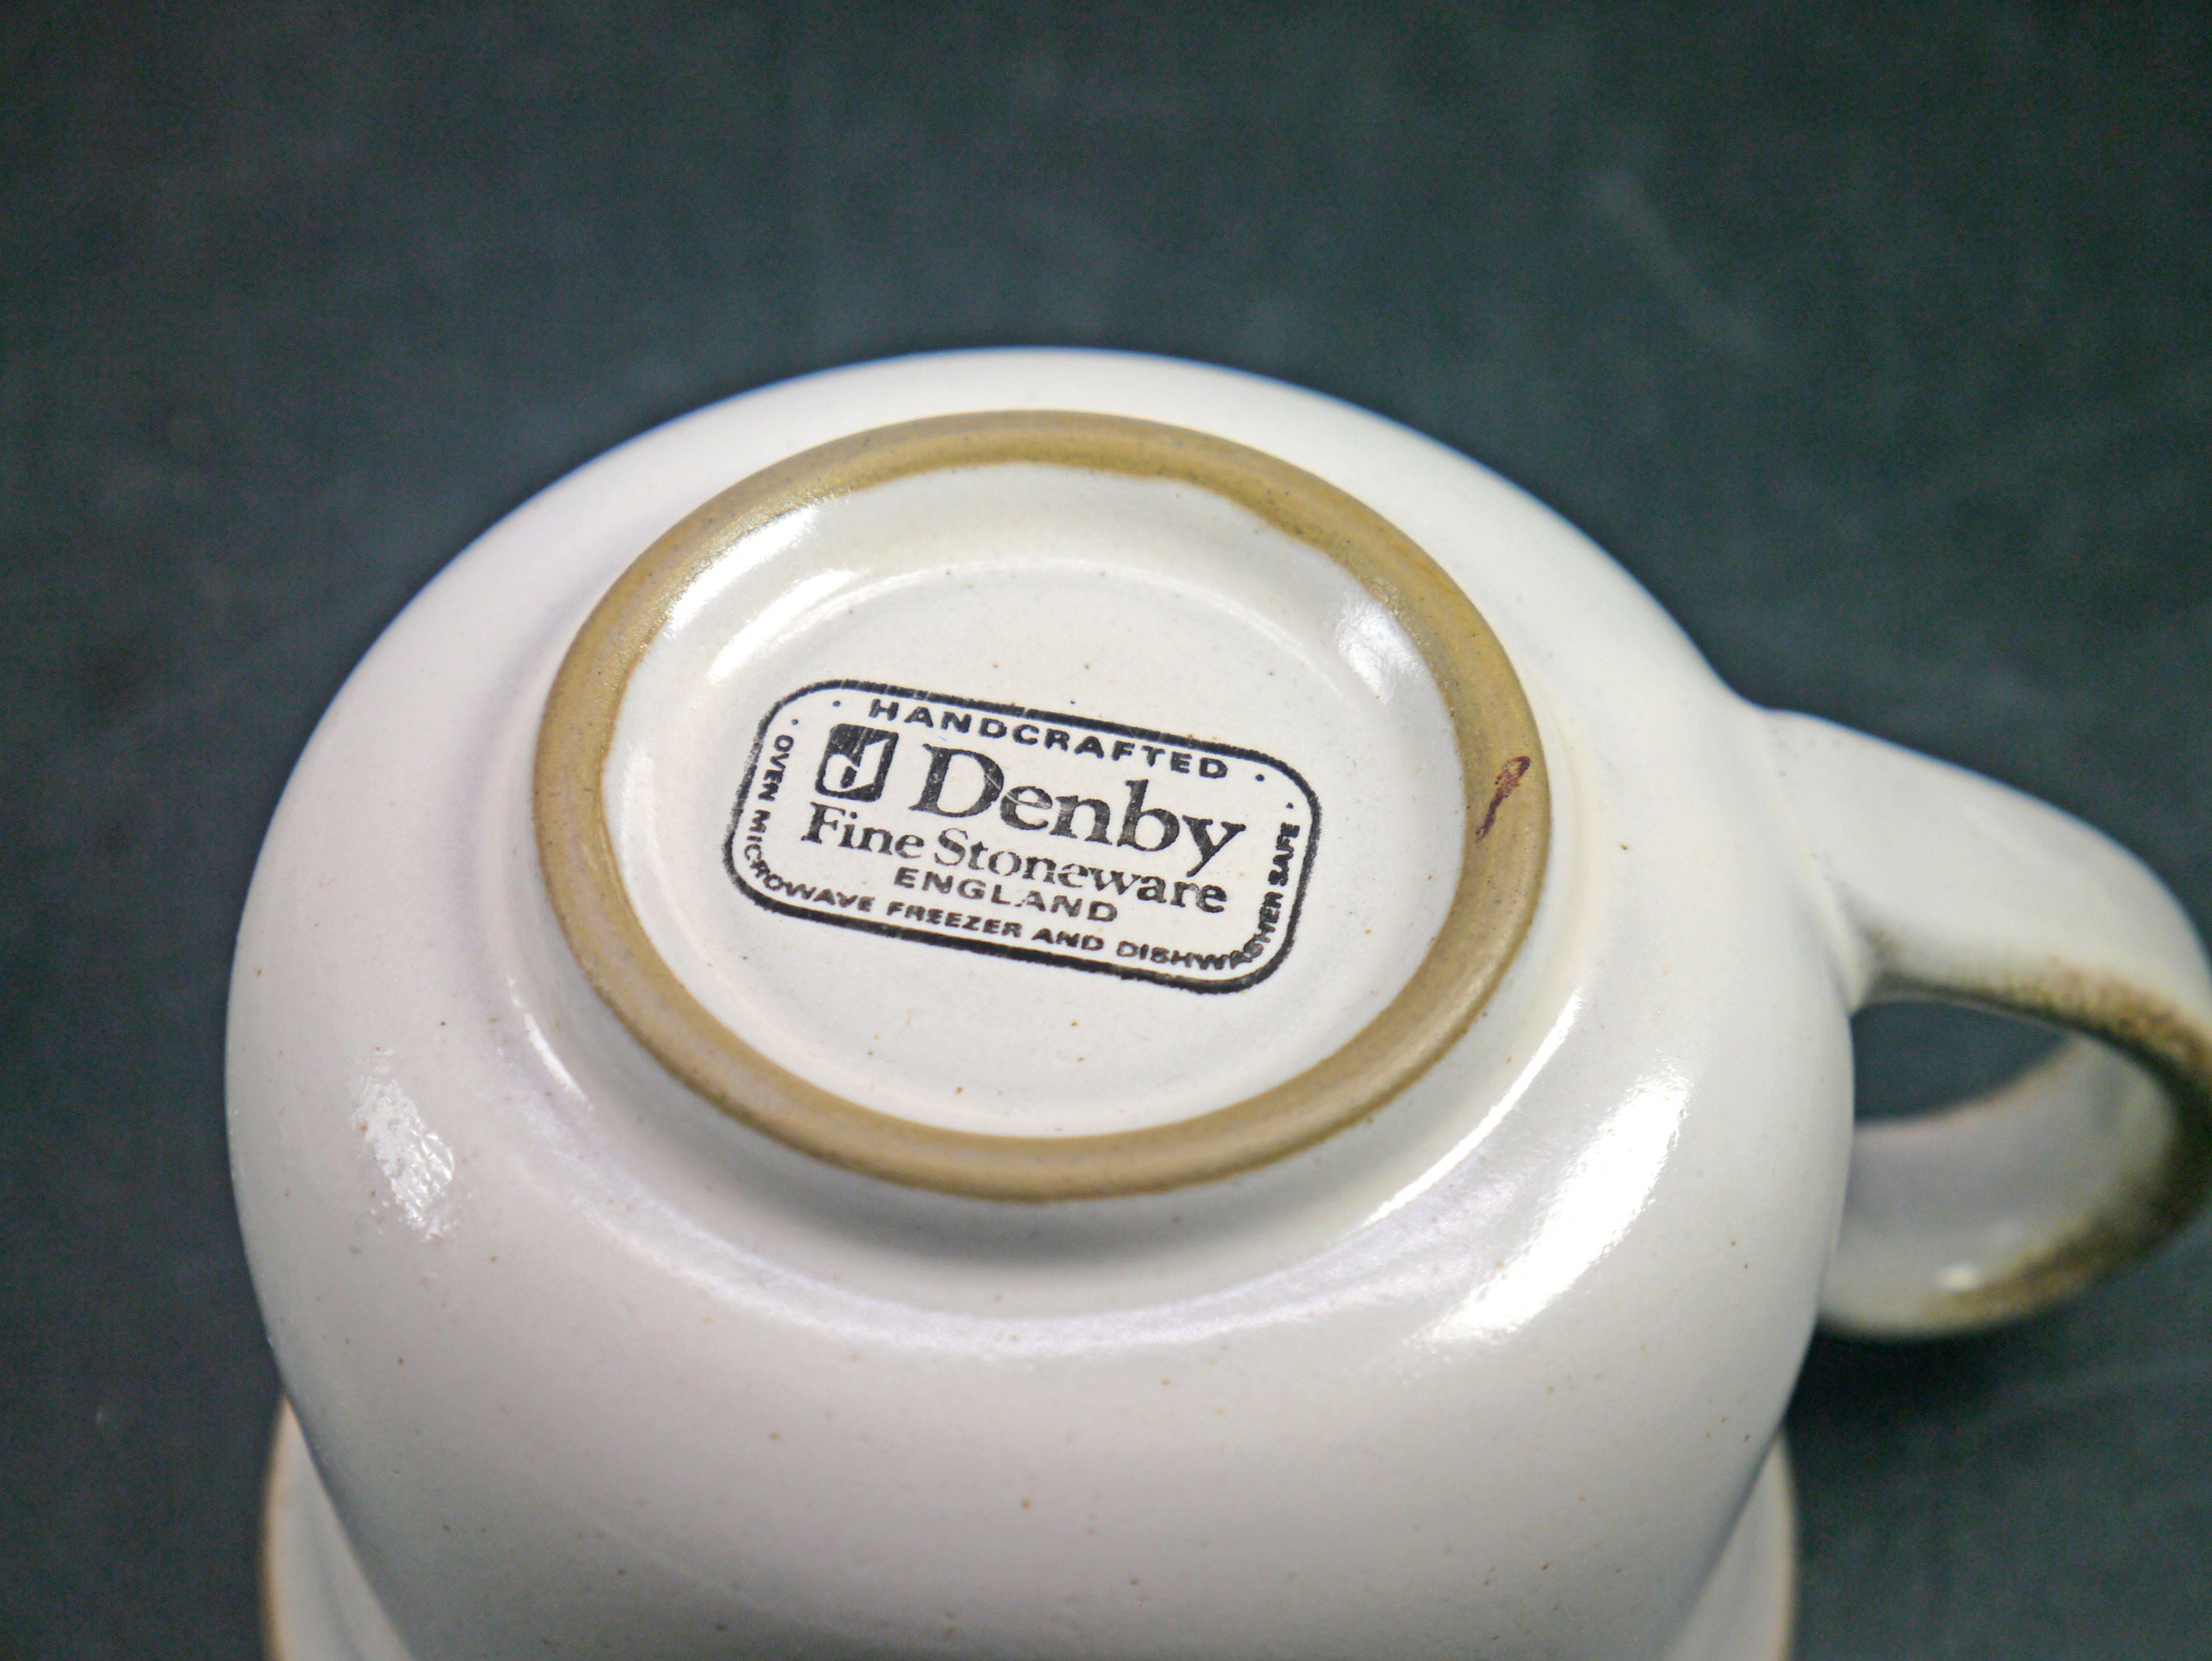 · HANDCRAFTED ·
Denby
Fine Stoneware
ENGLAND
· OVEN MICROWAVE FREEZER AND DISHWASHER SAFE ·